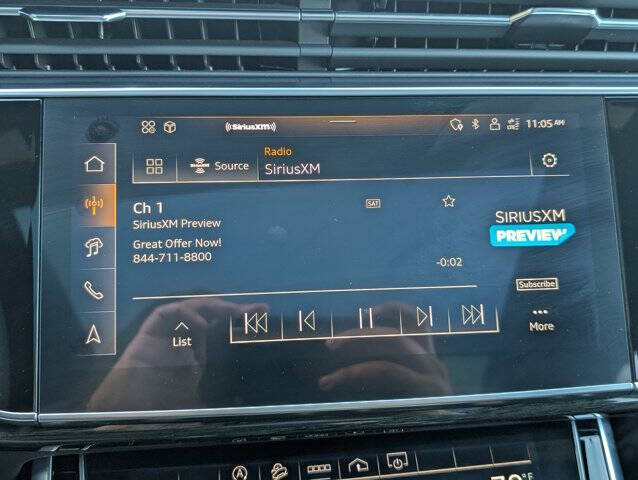 ((SiriusXM))
LTE
11:05 AM
Radio
Source
SiriusXM
Ch 1
SAT
SiriusXM Preview
Great Offer Now!
844-711-8800
-0:02
SIRIUSXM
PREVIEW
Subscribe
List
More
°F